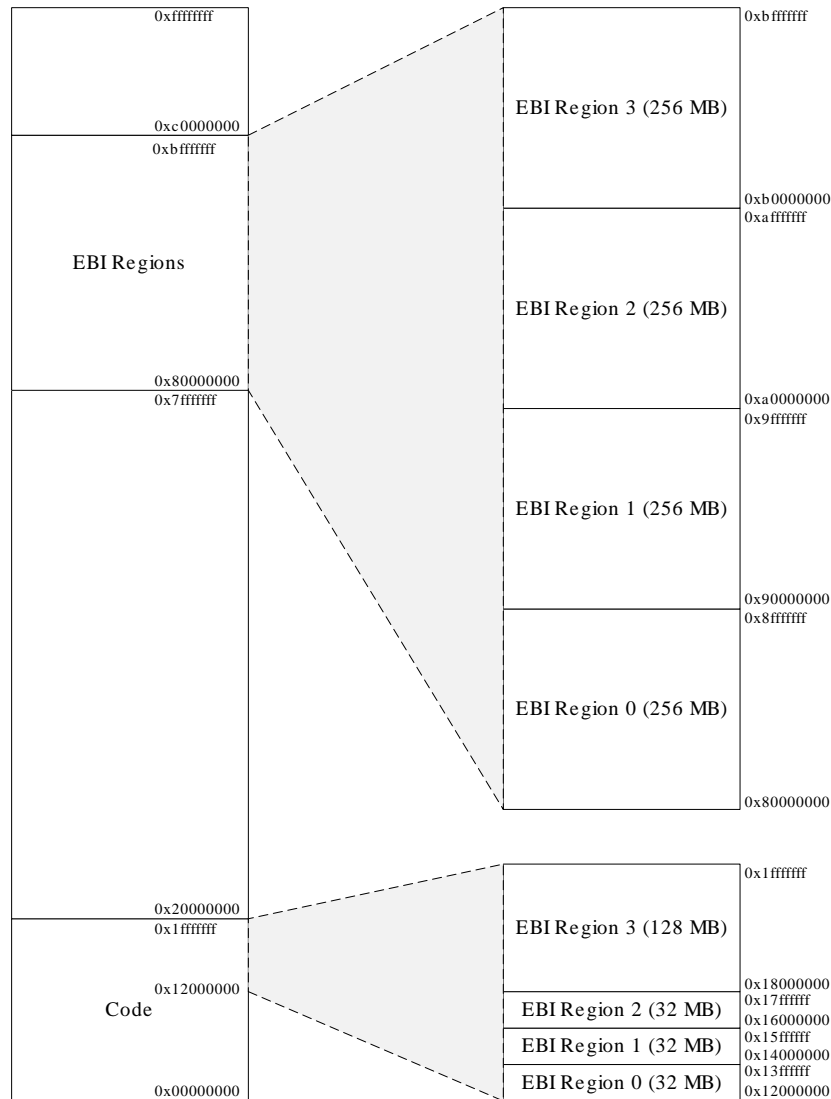 0xffffffff
0xc0000000
0xbfffffff
EBI Regions
0x80000000
0x7fffffff
0x20000000
0x1fffffff
0x12000000
Code
0x00000000
0xbfffffff
EBI Region 3 (256 MB)
0xb0000000
0xafffffff
EBI Region 2 (256 MB)
0xa0000000
0x9fffffff
EBI Region 1 (256 MB)
0x90000000
0x8fffffff
EBI Region 0 (256 MB)
0x80000000
0x1fffffff
EBI Region 3 (128 MB)
0x18000000
0x17ffffff
EBI Region 2 (32 MB)
0x16000000
0x15ffffff
EBI Region 1 (32 MB)
0x14000000
0x13ffffff
EBI Region 0 (32 MB)
0x12000000